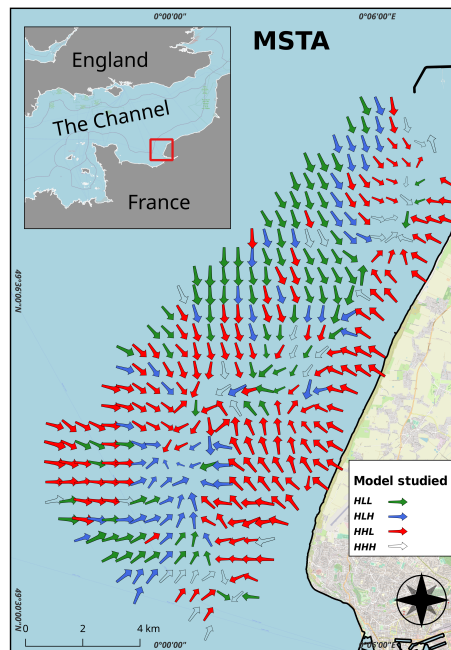 0°00'00"
0°06'00"E
MSTA
England
The Channel
France
49°36'00"N
Model studied
HLL
HLH
HHL
HHH
49°30'00"N
0 2 4 km
0°00'00"
0°06'00"E